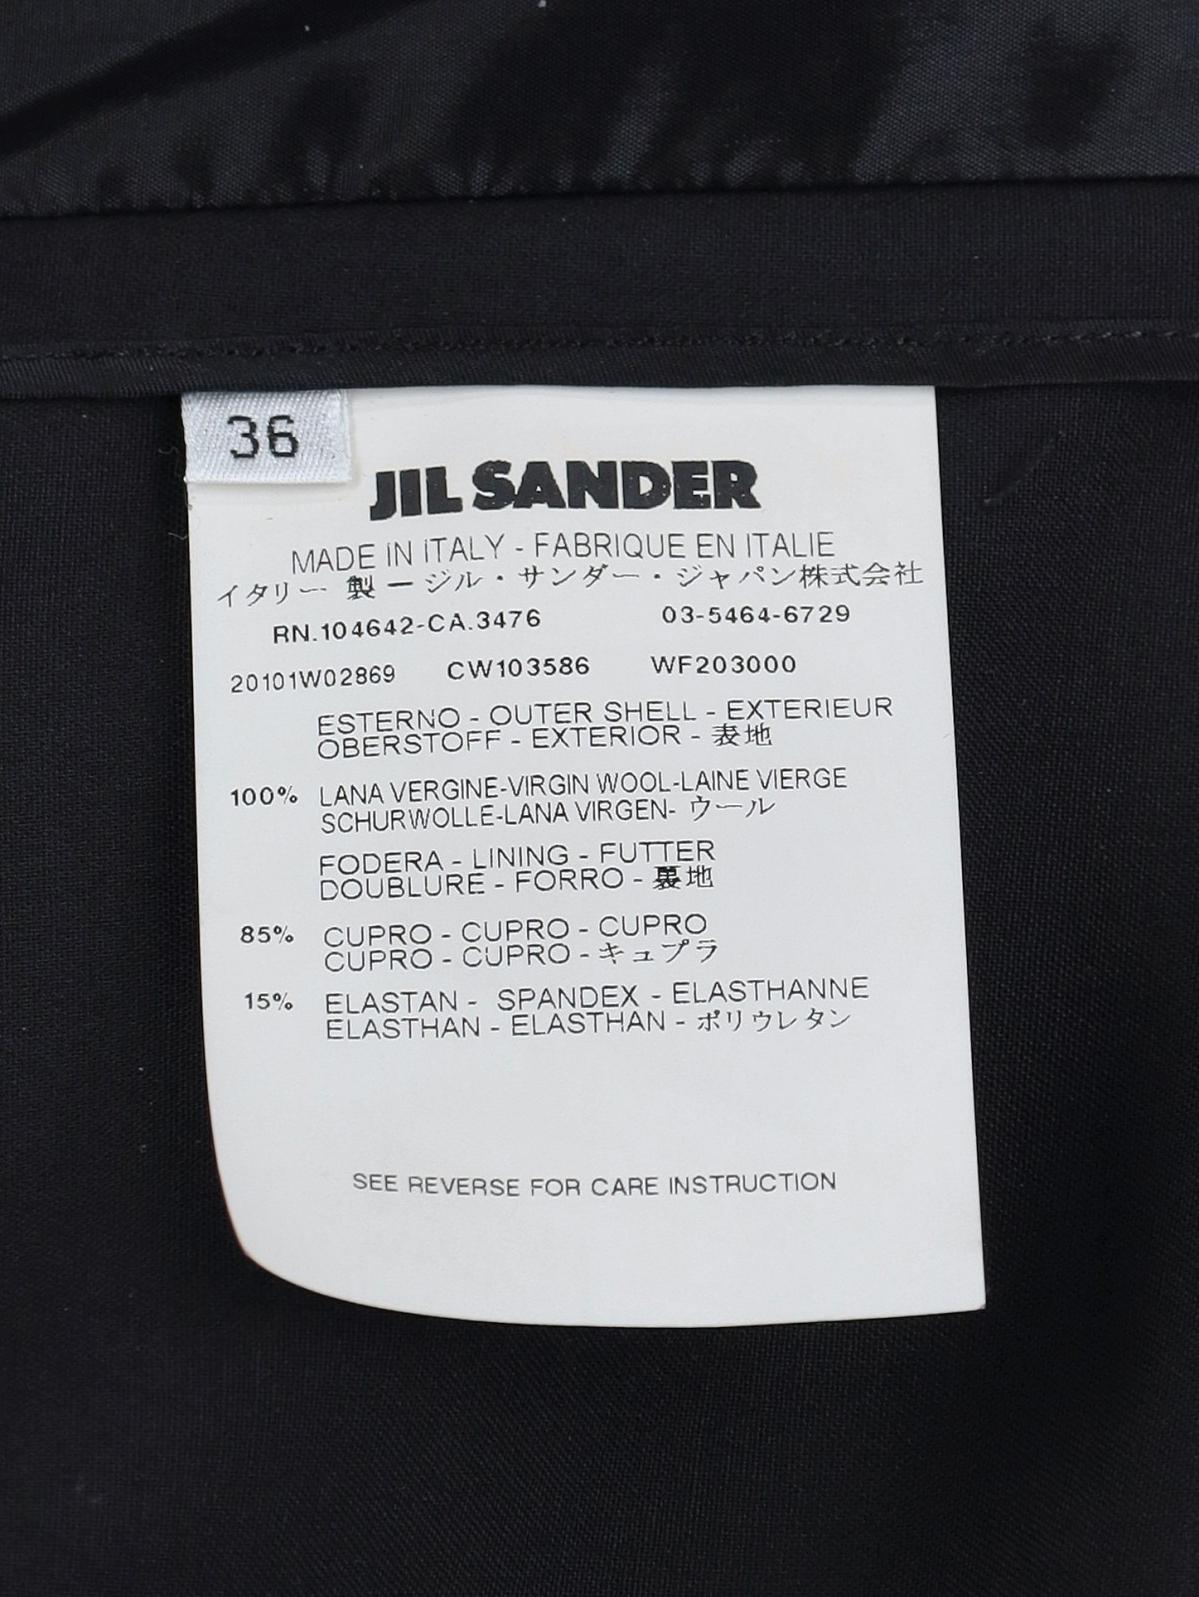 36
JIL SANDER
MADE IN ITALY - FABRIQUE EN ITALIE
イタリー 製 ー ジル・サンダー・ジャパン株式会社
RN.104642-CA.3476 03-5464-6729
20101W02869 CW103586 WF203000
ESTERNO - OUTER SHELL - EXTERIEUR
OBERSTOFF - EXTERIOR - 表地
100% LANA VERGINE-VIRGIN WOOL-LAINE VIERGE
SCHURWOLLE-LANA VIRGEN- ウール
FODERA - LINING - FUTTER
DOUBLURE - FORRO - 裏地
85% CUPRO - CUPRO - CUPRO
CUPRO - CUPRO - キュプラ
15% ELASTAN - SPANDEX - ELASTHANNE
ELASTHAN - ELASTHAN - ポリウレタン
SEE REVERSE FOR CARE INSTRUCTION